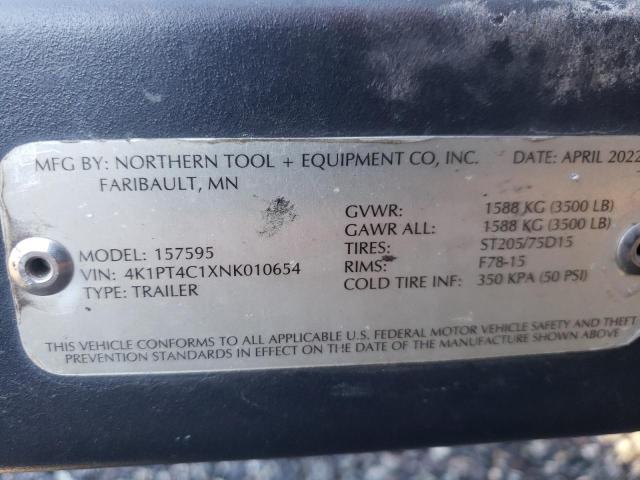 MFG BY: NORTHERN TOOL + EQUIPMENT CO, INC. DATE: APRIL 2022
FARIBAULT, MN
GVWR: 1588 KG (3500 LB)
GAWR ALL: 1588 KG (3500 LB)
MODEL: 157595 TIRES: ST205/75D15
VIN: 4K1PT4C1XNK010654 RIMS: F78-15
TYPE: TRAILER COLD TIRE INF: 350 KPA (50 PSI)
THIS VEHICLE CONFORMS TO ALL APPLICABLE U.S. FEDERAL MOTOR VEHICLE SAFETY AND THEFT
PREVENTION STANDARDS IN EFFECT ON THE DATE OF THE MANUFACTURE SHOWN ABOVE